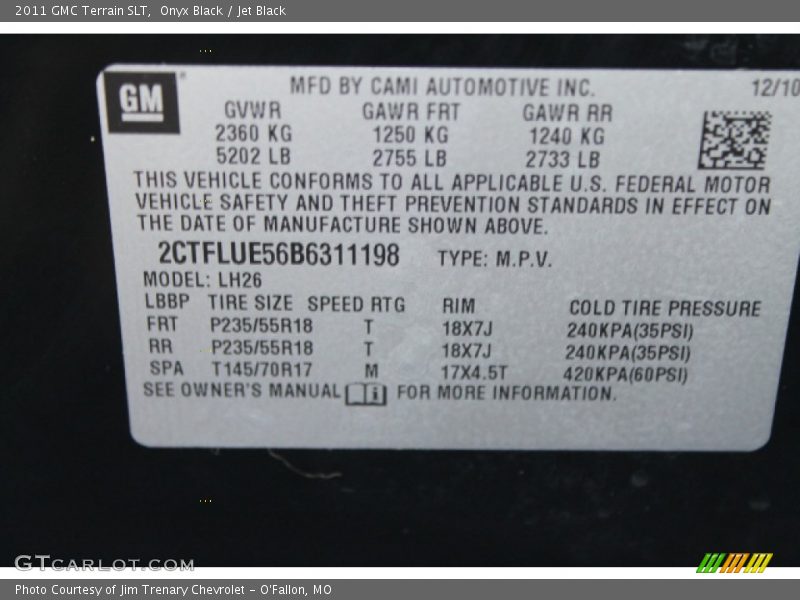 2011 GMC Terrain SLT, Onyx Black / Jet Black
GM
MFD BY CAMI AUTOMOTIVE INC. 12/10
GVWR GAWR FRT GAWR RR
2360 KG 1250 KG 1240 KG
5202 LB 2755 LB 2733 LB
THIS VEHICLE CONFORMS TO ALL APPLICABLE U.S. FEDERAL MOTOR
VEHICLE SAFETY AND THEFT PREVENTION STANDARDS IN EFFECT ON
THE DATE OF MANUFACTURE SHOWN ABOVE.
2CTFLUE56B6311198 TYPE: M.P.V.
MODEL: LH26
LBBP TIRE SIZE SPEED RTG RIM COLD TIRE PRESSURE
FRT P235/55R18 T 18X7J 240KPA(35PSI)
RR P235/55R18 T 18X7J 240KPA(35PSI)
SPA T145/70R17 M 17X4.5T 420KPA(60PSI)
SEE OWNER'S MANUAL FOR MORE INFORMATION.
GTCARLOT.COM
Photo Courtesy of Jim Trenary Chevrolet - O'Fallon, MO